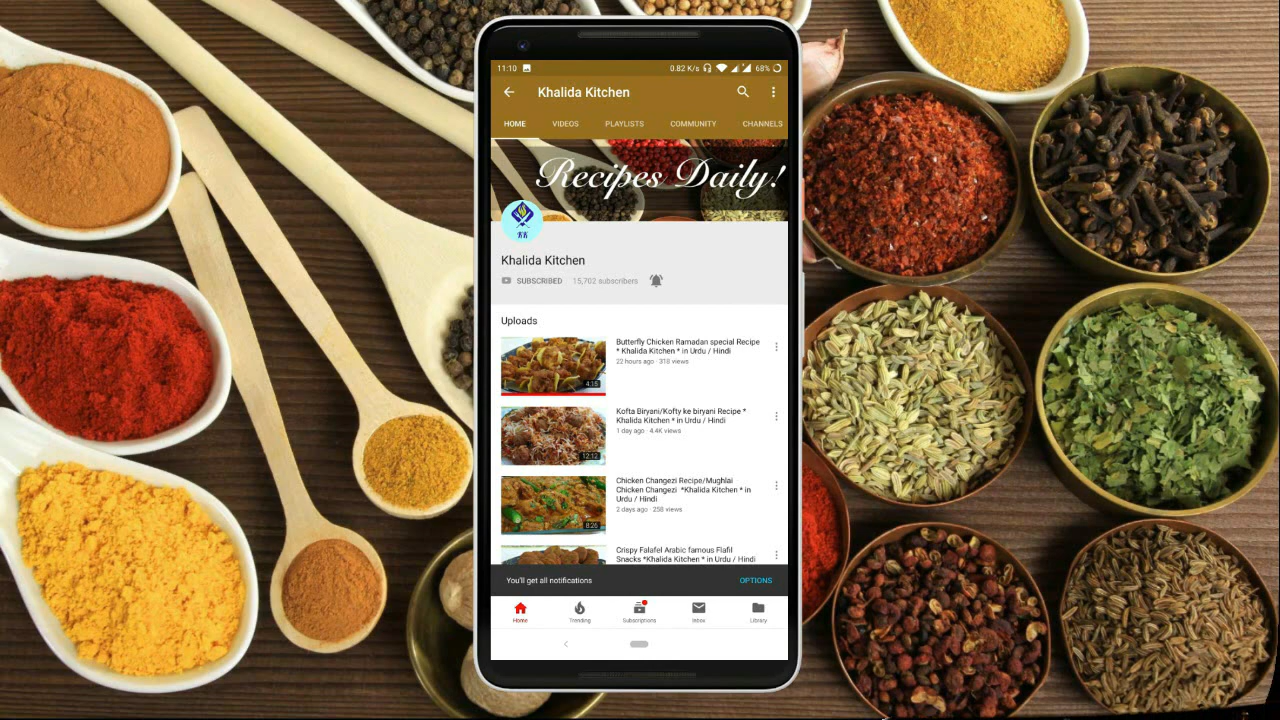 11:10
0.82 K/s
68%
Khalida Kitchen
HOME VIDEOS PLAYLISTS COMMUNITY CHANNELS
Recipes Daily!
KK
Khalida Kitchen
SUBSCRIBED 15,702 subscribers
Uploads
Butterfly Chicken Ramadan special Recipe
* Khalida Kitchen * in Urdu / Hindi
22 hours ago · 318 views
4:15
Kofta Biryani/Kofty ke biryani Recipe *
Khalida Kitchen * in Urdu / Hindi
1 day ago · 4.4K views
12:12
Chicken Changezi Recipe/Mughlai
Chicken Changezi *Khalida Kitchen * in
Urdu / Hindi
2 days ago · 258 views
8:26
Crispy Falafel Arabic famous Flafil
Snacks *Khalida Kitchen * in Urdu / Hindi
You'll get all notifications OPTIONS
Home Trending Subscriptions Inbox Library